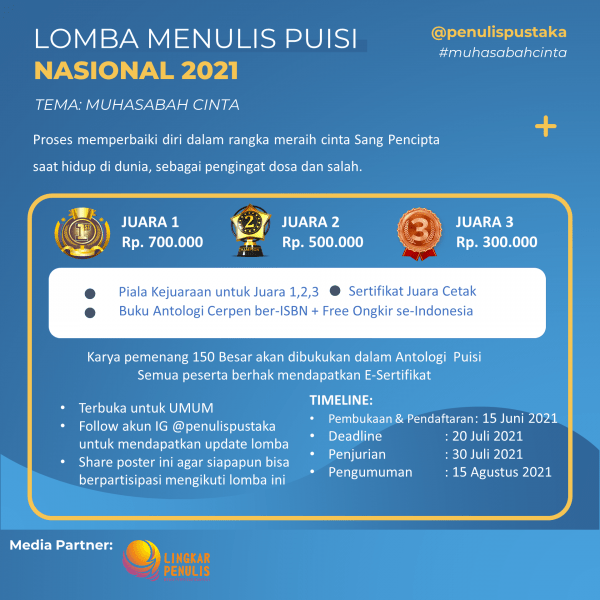 LOMBA MENULIS PUISI
NASIONAL 2021
@penulispustaka
#muhasabahcinta
TEMA: MUHASABAH CINTA
Proses memperbaiki diri dalam rangka meraih cinta Sang Pencipta
saat hidup di dunia, sebagai pengingat dosa dan salah.
1st
JUARA 1
Rp. 700.000
2
JUARA 2
Rp. 500.000
3
JUARA 3
Rp. 300.000
● Piala Kejuaraan untuk Juara 1,2,3 ● Sertifikat Juara Cetak
● Buku Antologi Cerpen ber-ISBN + Free Ongkir se-Indonesia
Karya pemenang 150 Besar akan dibukukan dalam Antologi Puisi
Semua peserta berhak mendapatkan E-Sertifikat
• Terbuka untuk UMUM
• Follow akun IG @penulispustaka
untuk mendapatkan update lomba
• Share poster ini agar siapapun bisa
berpartisipasi mengikuti lomba ini
TIMELINE:
• Pembukaan & Pendaftaran : 15 Juni 2021
• Deadline : 20 Juli 2021
• Penjurian : 30 Juli 2021
• Pengumuman : 15 Agustus 2021
Media Partner:
LINGKAR
PENULIS